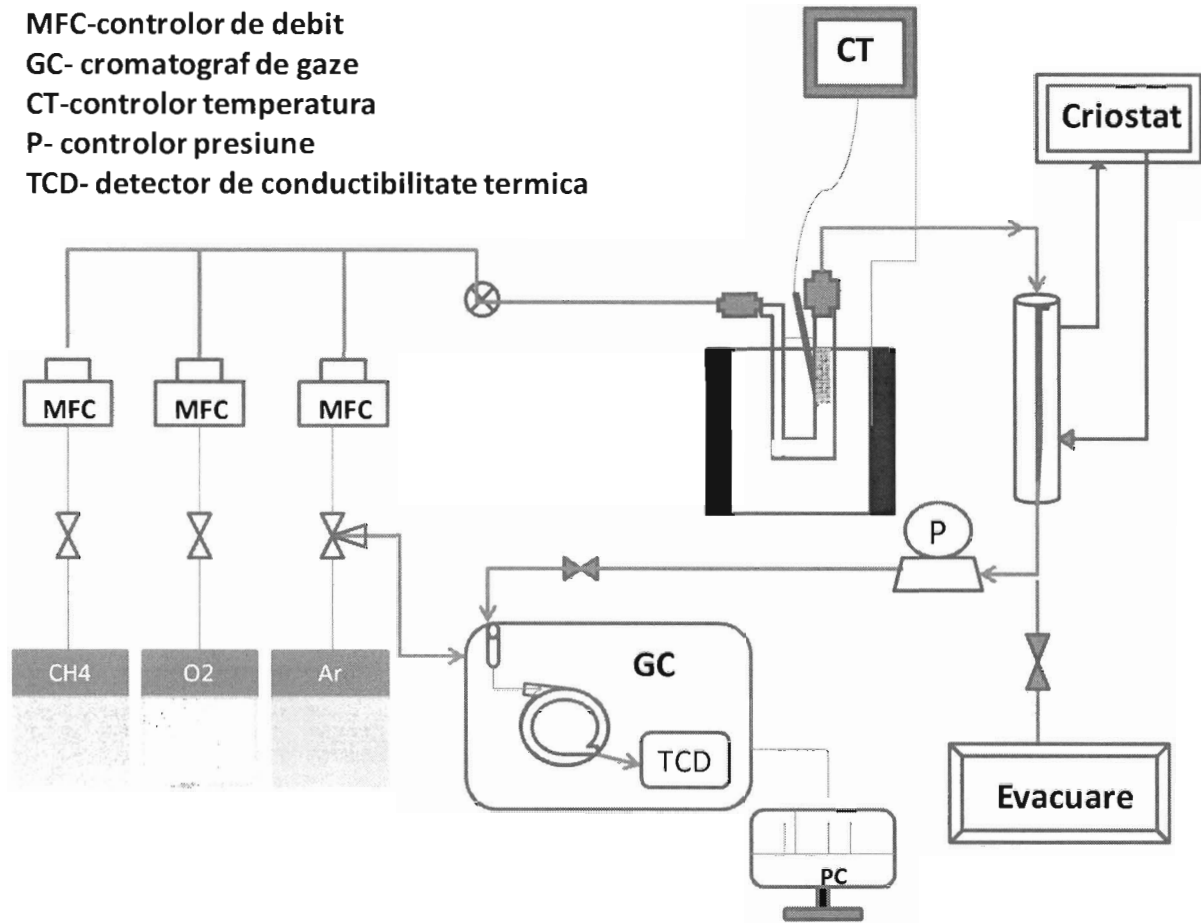 MFC-controlor de debit
GC- cromatograf de gaze
CT-controlor temperatura
P- controlor presiune
TCD- detector de conductibilitate termica
CT
Criostat
MFC
MFC
MFC
P
CH4
O2
Ar
GC
TCD
Evacuare
PC